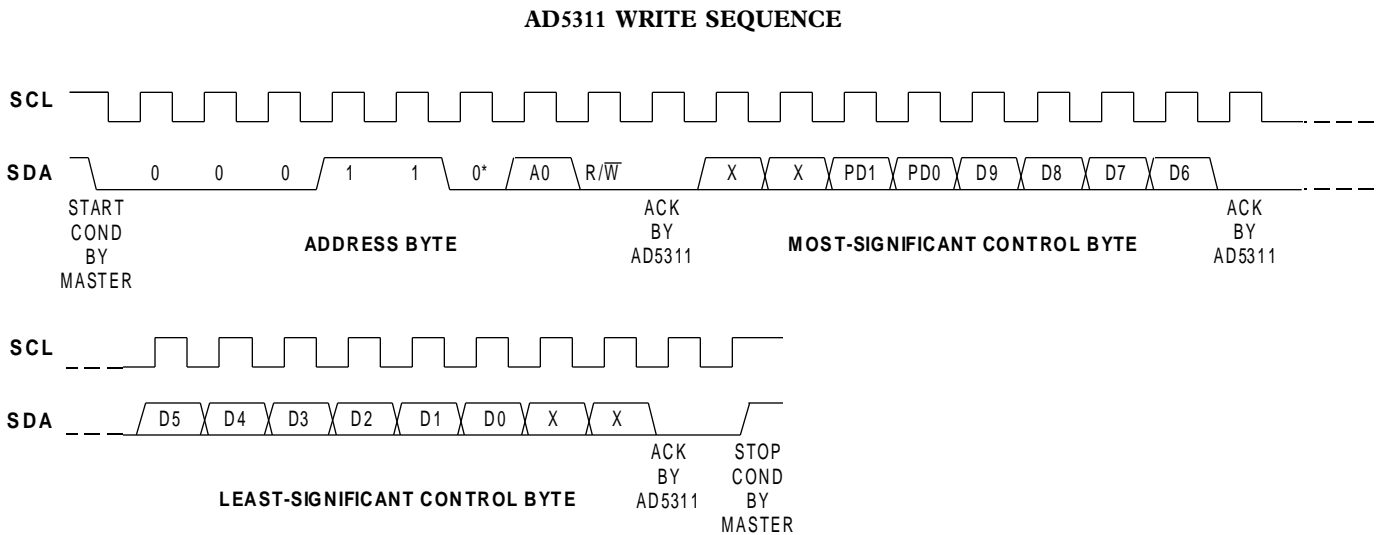 AD5311 WRITE SEQUENCE
SCL
SDA 0 0 0 1 1 0* A0 R/W̅ X X PD1 PD0 D9 D8 D7 D6
START
COND
BY
MASTER
ADDRESS BYTE
ACK
BY
AD5311
MOST-SIGNIFICANT CONTROL BYTE
ACK
BY
AD5311
SCL
SDA D5 D4 D3 D2 D1 D0 X X
LEAST-SIGNIFICANT CONTROL BYTE
ACK
BY
AD5311
STOP
COND
BY
MASTER